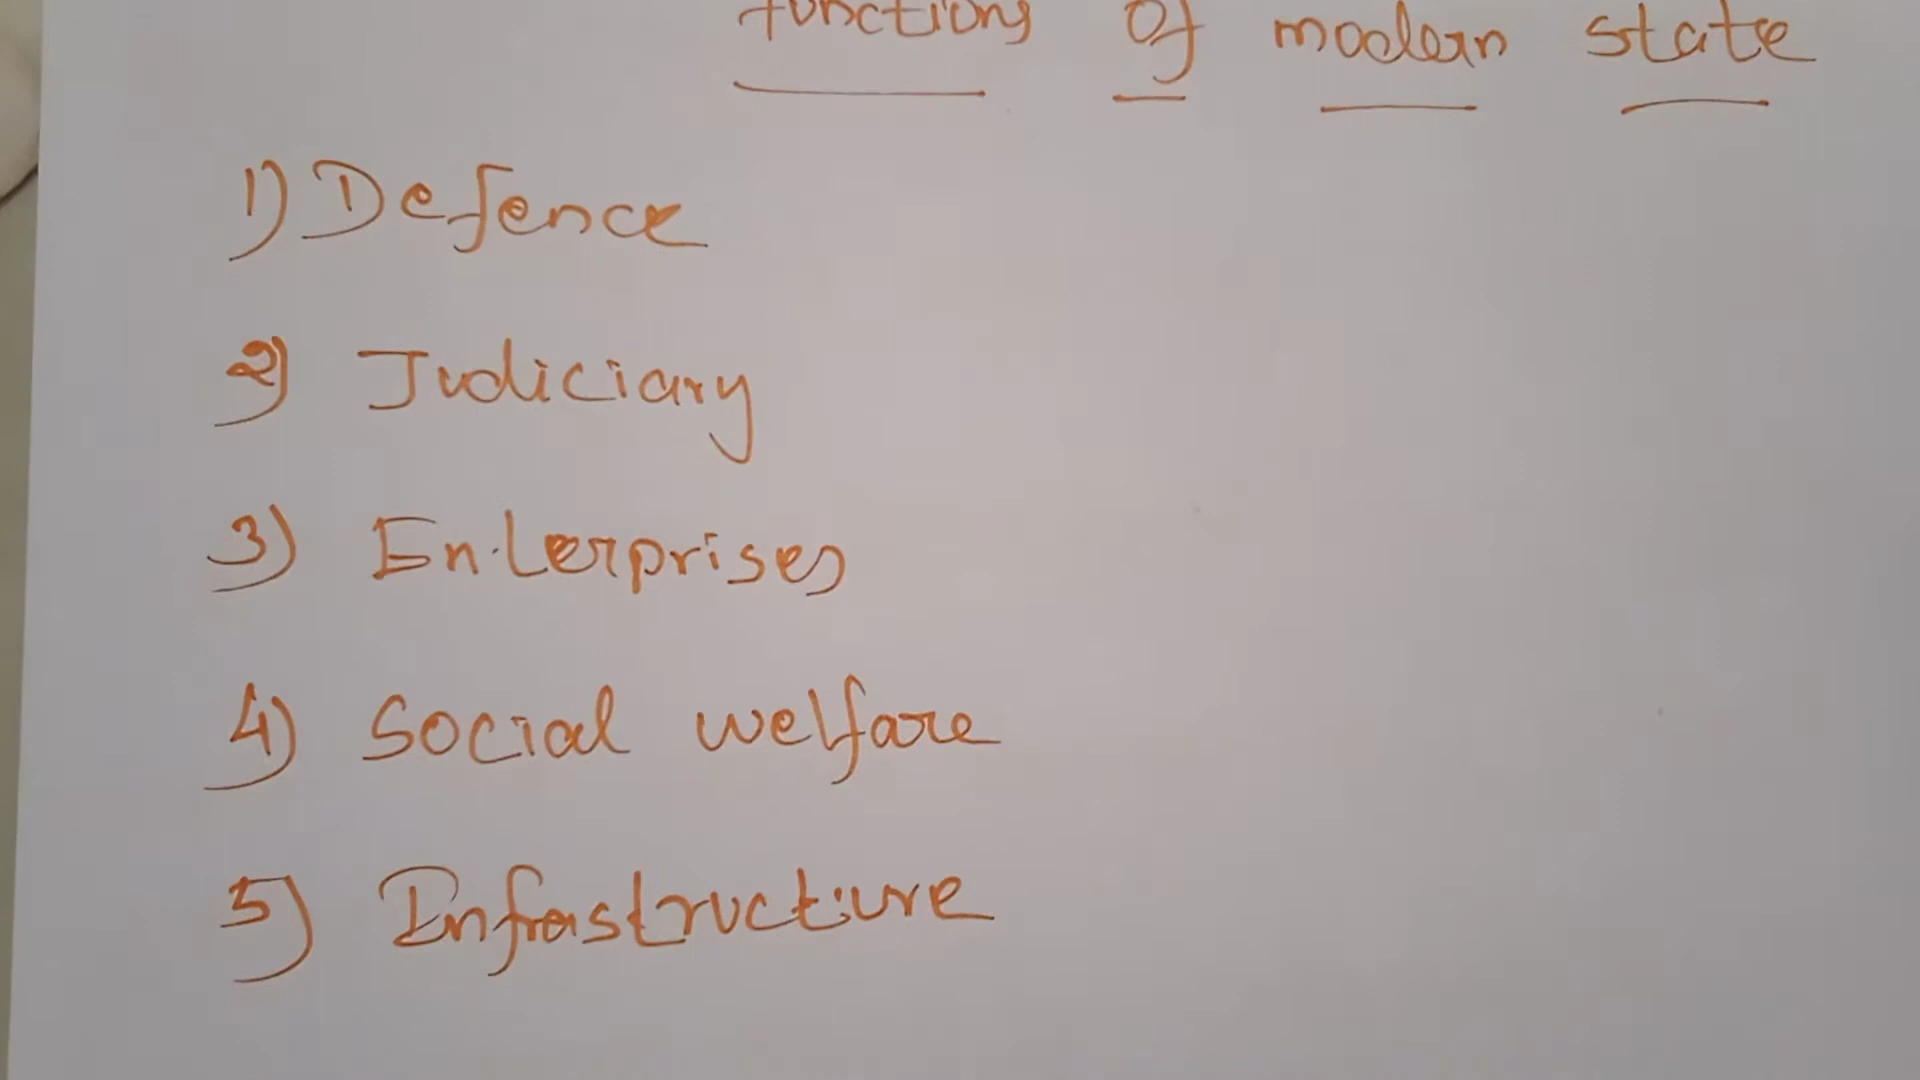 functions of modern state
1) Defence
2) Judiciary
3) Enterprises
4) Social welfare
5) Infrastructure